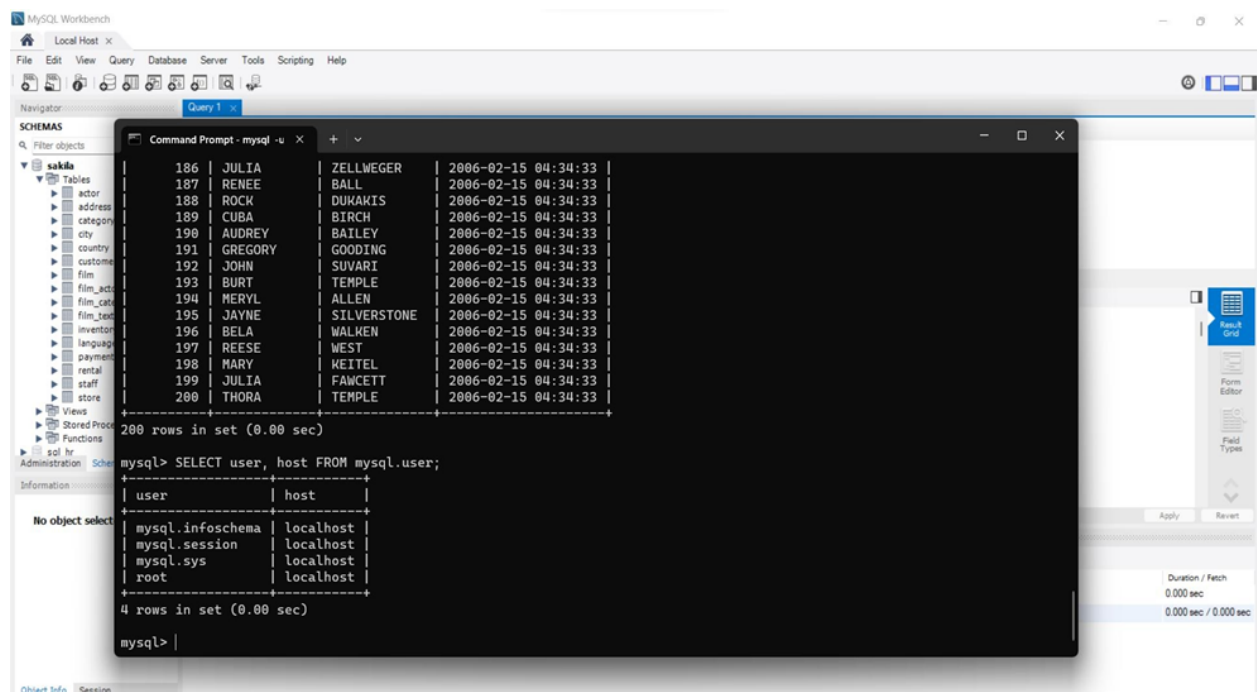 MySQL Workbench
Local Host
File Edit View Query Database Server Tools Scripting Help
Navigator
Query 1
SCHEMAS
Filter objects
sakila
Tables
actor
address
category
city
country
custome
film
film_acto
film_cate
film_text
inventor
language
payment
rental
staff
store
Views
Stored Proce
Functions
sql_hr
Administration Schem
Information
No object select
Object Info Session
Command Prompt - mysql -u
| 186 | JULIA | ZELLWEGER | 2006-02-15 04:34:33 |
| 187 | RENEE | BALL | 2006-02-15 04:34:33 |
| 188 | ROCK | DUKAKIS | 2006-02-15 04:34:33 |
| 189 | CUBA | BIRCH | 2006-02-15 04:34:33 |
| 190 | AUDREY | BAILEY | 2006-02-15 04:34:33 |
| 191 | GREGORY | GOODING | 2006-02-15 04:34:33 |
| 192 | JOHN | SUVARI | 2006-02-15 04:34:33 |
| 193 | BURT | TEMPLE | 2006-02-15 04:34:33 |
| 194 | MERYL | ALLEN | 2006-02-15 04:34:33 |
| 195 | JAYNE | SILVERSTONE | 2006-02-15 04:34:33 |
| 196 | BELA | WALKEN | 2006-02-15 04:34:33 |
| 197 | REESE | WEST | 2006-02-15 04:34:33 |
| 198 | MARY | KEITEL | 2006-02-15 04:34:33 |
| 199 | JULIA | FAWCETT | 2006-02-15 04:34:33 |
| 200 | THORA | TEMPLE | 2006-02-15 04:34:33 |
200 rows in set (0.00 sec)
mysql> SELECT user, host FROM mysql.user;
| user | host |
| mysql.infoschema | localhost |
| mysql.session | localhost |
| mysql.sys | localhost |
| root | localhost |
4 rows in set (0.00 sec)
mysql>
Result
Grid
Form
Editor
Field
Types
Apply Revert
Duration / Fetch
0.000 sec
0.000 sec / 0.000 sec